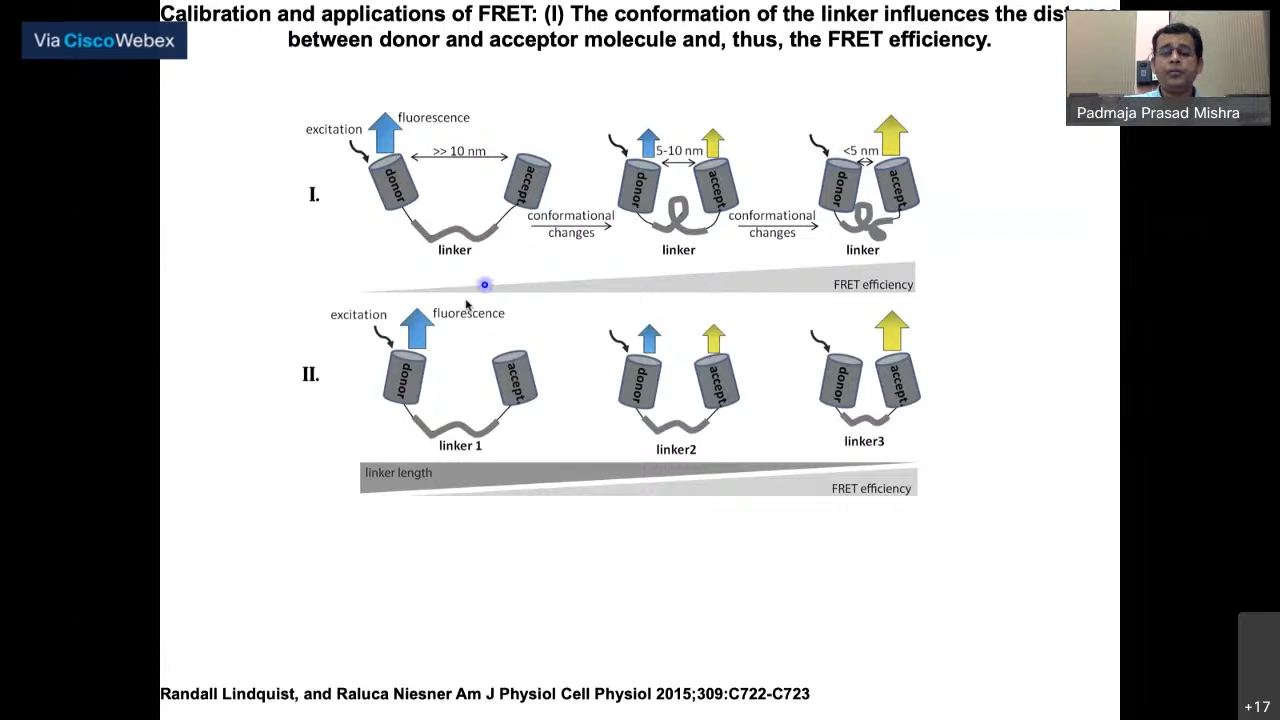 Calibration and applications of FRET: (I) The conformation of the linker influences the
between donor and acceptor molecule and, thus, the FRET efficiency.
Via CiscoWebex
Padmaja Prasad Mishra
excitation
fluorescence
>> 10 nm
donor
accept.
linker
I.
conformational
changes
5-10 nm
donor
accept.
linker
conformational
changes
<5 nm
donor
accept.
linker
FRET efficiency
excitation
fluorescence
II.
donor
accept.
linker 1
donor
accept.
linker2
donor
accept.
linker3
linker length
FRET efficiency
Randall Lindquist, and Raluca Niesner Am J Physiol Cell Physiol 2015;309:C722-C723
+17